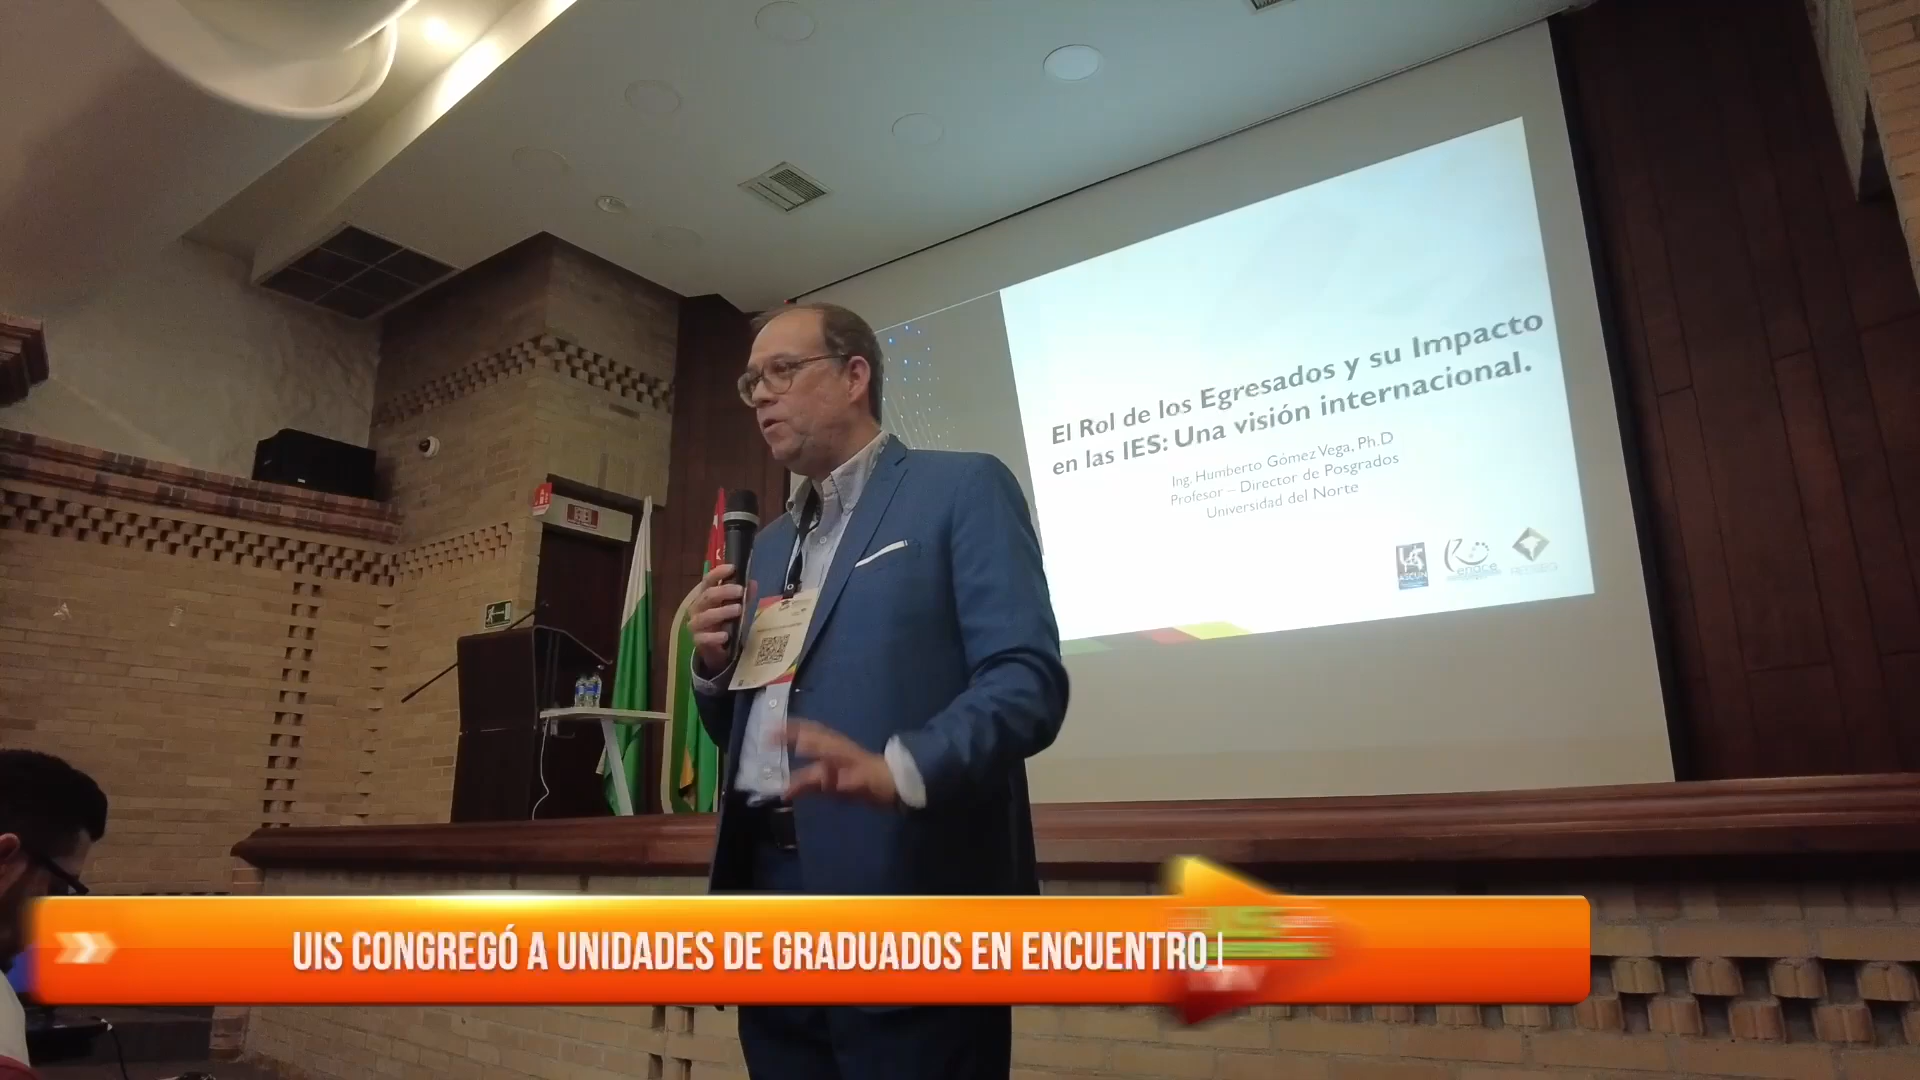 El Rol de los Egresados y su Impacto
en las IES: Una visión internacional.
Ing. Humberto Gómez Vega, Ph.D
Profesor – Director de Posgrados
Universidad del Norte
ASCUN
UIS CONGREGÓ A UNIDADES DE GRADUADOS EN ENCUENTRO